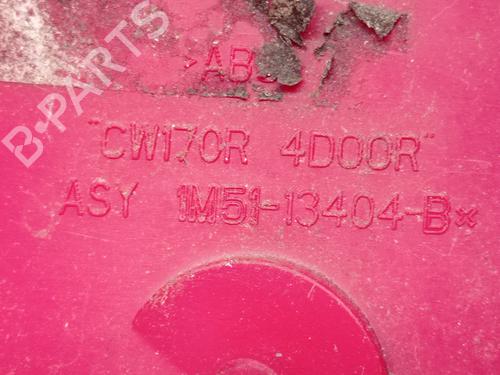 B-PARTS
>AB
"CW170R 4DOOR"
ASY 1M51-13404-B*